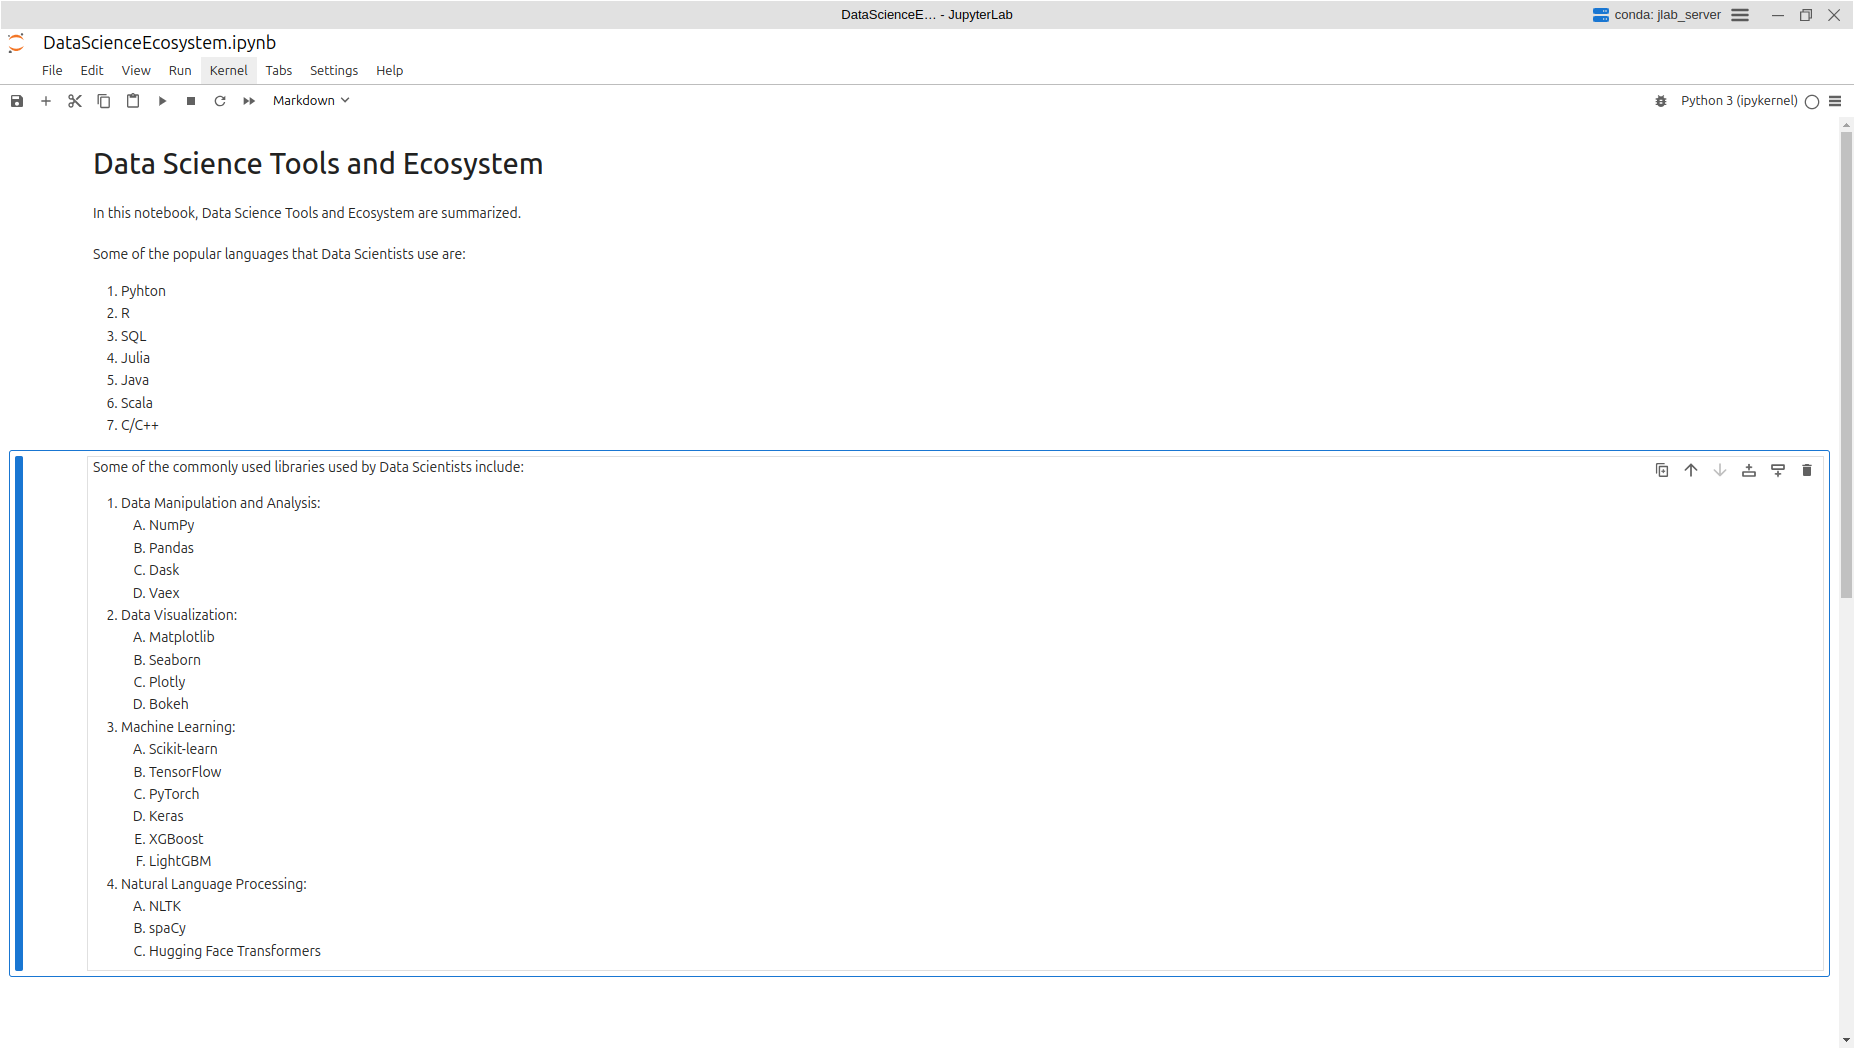 DataScienceE… - JupyterLab
conda: jlab_server
DataScienceEcosystem.ipynb
File Edit View Run Kernel Tabs Settings Help
Markdown
Python 3 (ipykernel)
Data Science Tools and Ecosystem
In this notebook, Data Science Tools and Ecosystem are summarized.
Some of the popular languages that Data Scientists use are:
1. Pyhton
2. R
3. SQL
4. Julia
5. Java
6. Scala
7. C/C++
Some of the commonly used libraries used by Data Scientists include:
1. Data Manipulation and Analysis:
A. NumPy
B. Pandas
C. Dask
D. Vaex
2. Data Visualization:
A. Matplotlib
B. Seaborn
C. Plotly
D. Bokeh
3. Machine Learning:
A. Scikit-learn
B. TensorFlow
C. PyTorch
D. Keras
E. XGBoost
F. LightGBM
4. Natural Language Processing:
A. NLTK
B. spaCy
C. Hugging Face Transformers